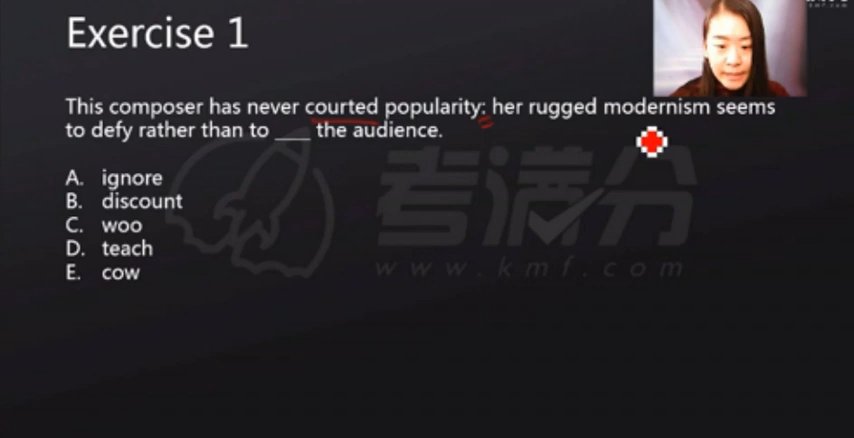 Exercise 1
This composer has never courted popularity: her rugged modernism seems
to defy rather than to ____ the audience.
A. ignore
B. discount
C. woo
D. teach
E. cow
考满分
www.kmf.com